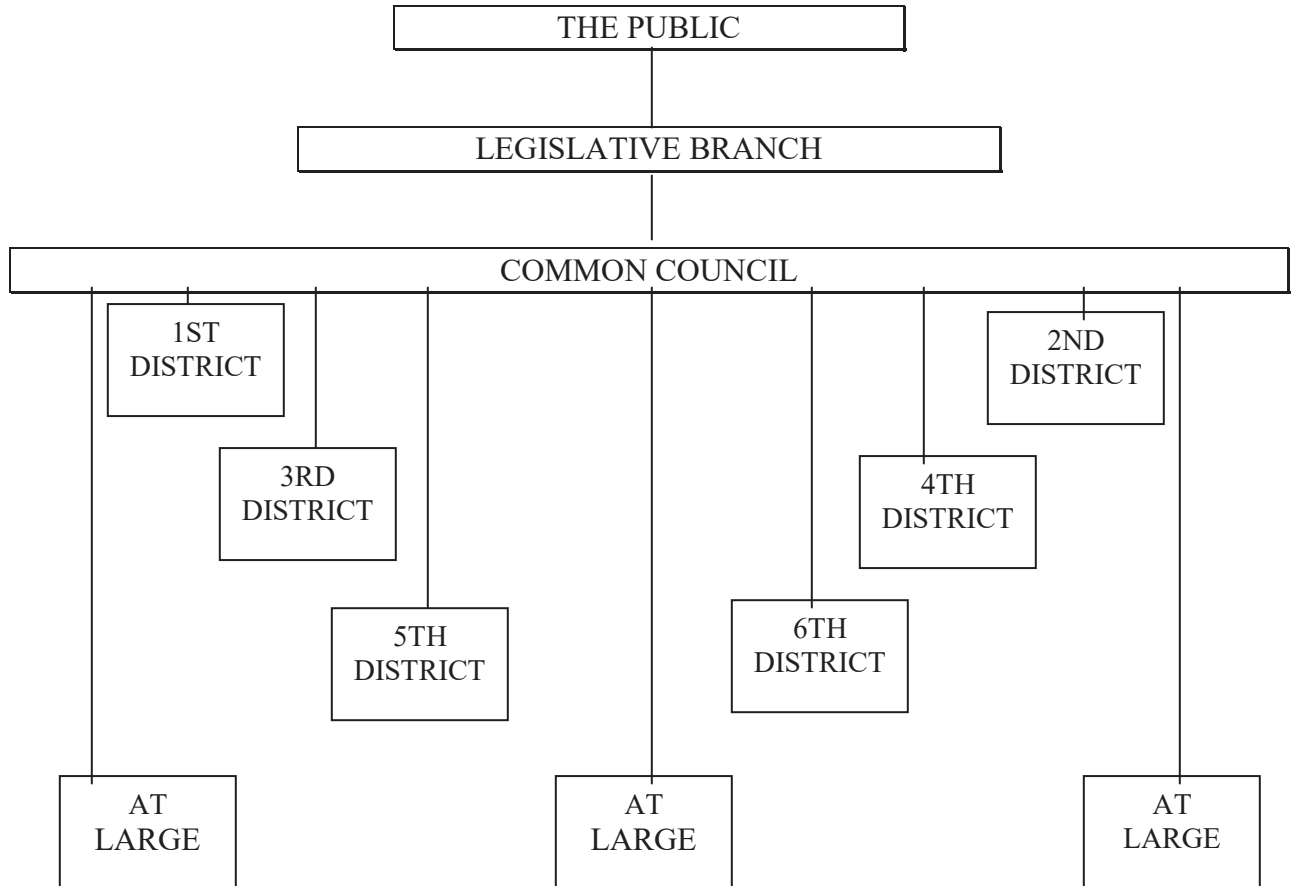 THE PUBLIC
LEGISLATIVE BRANCH
COMMON COUNCIL
1ST
DISTRICT
2ND
DISTRICT
3RD
DISTRICT
4TH
DISTRICT
5TH
DISTRICT
6TH
DISTRICT
AT
LARGE
AT
LARGE
AT
LARGE